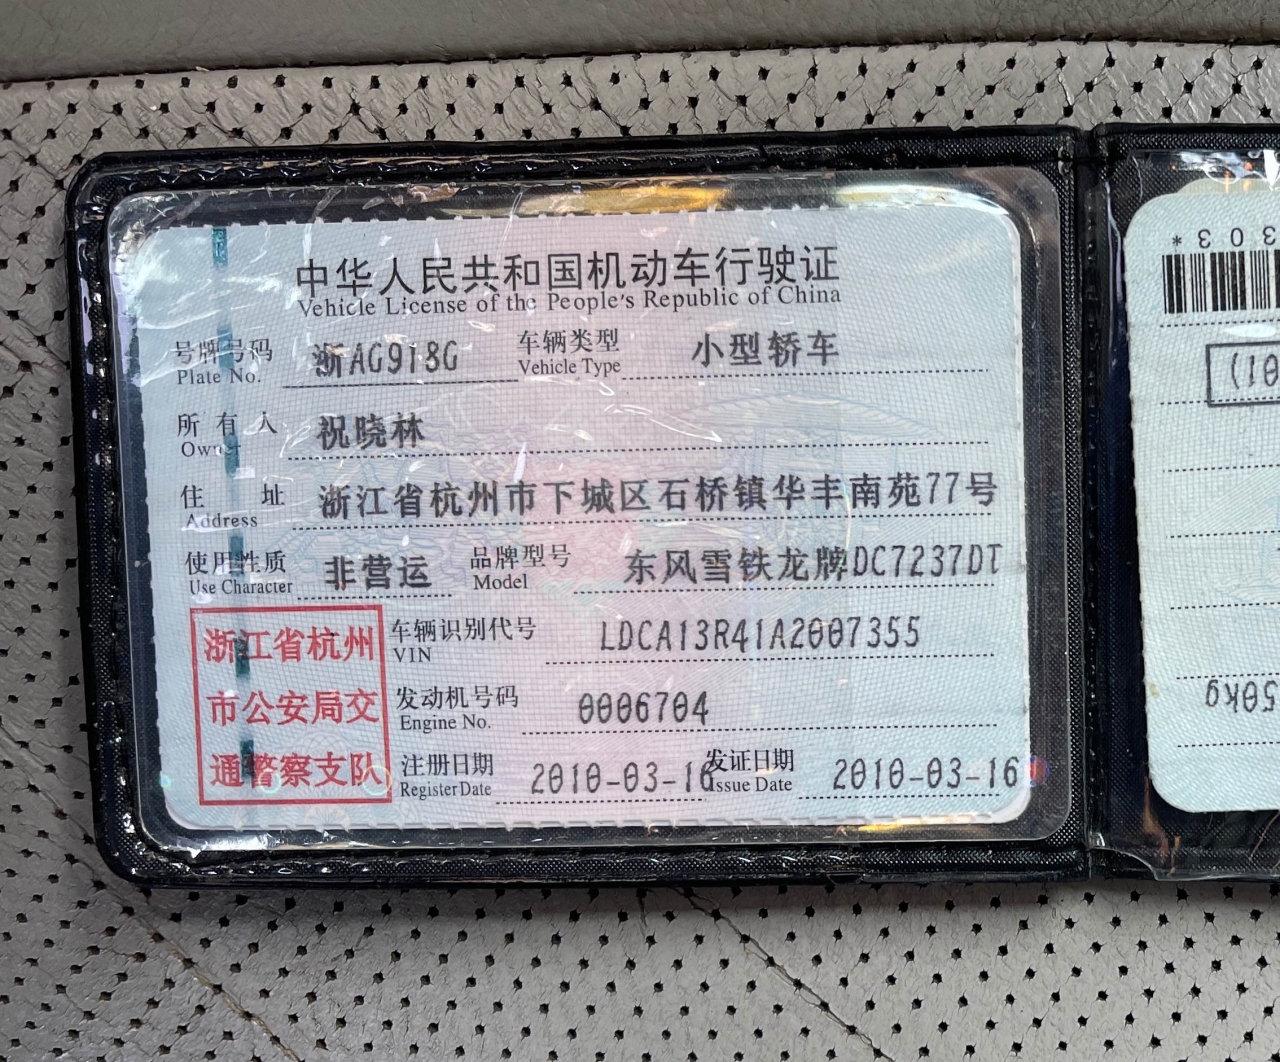 中华人民共和国机动车行驶证
Vehicle License of the People's Republic of China
号牌号码 浙AG918G 车辆类型 小型轿车
Plate No. Vehicle Type
所有人 祝晓林
Owner
住址 浙江省杭州市下城区石桥镇华丰南苑77号
Address
使用性质 非营运 品牌型号 东风雪铁龙牌DC7237DT
Use Character Model
浙江省杭州
市公安局交
通警察支队
车辆识别代号 LDCA13R41A2007355
VIN
发动机号码 0006704
Engine No.
注册日期 2010-03-16 发证日期 2010-03-16
Register Date Issue Date